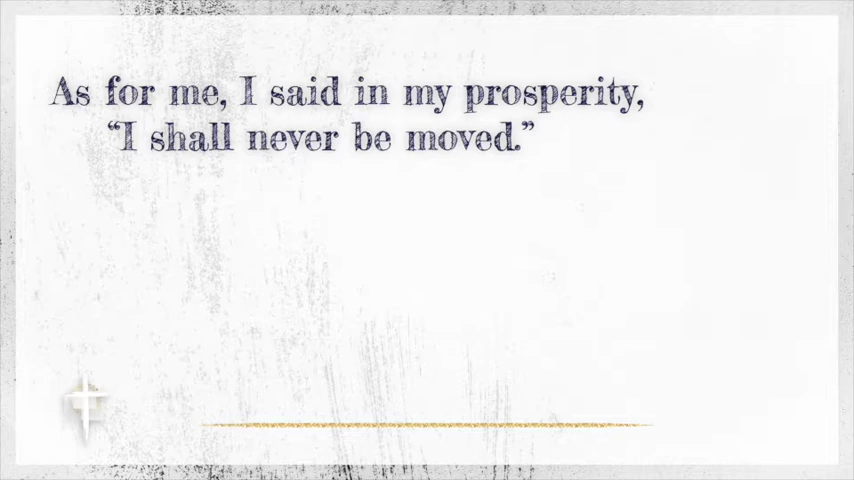 As for me, I said in my prosperity,
“I shall never be moved.”